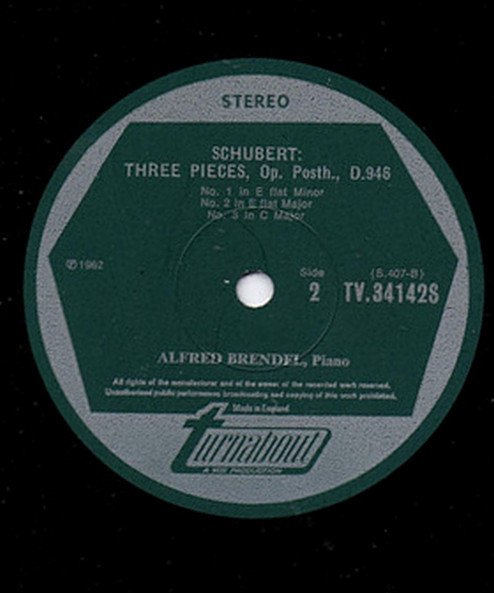 STEREO
SCHUBERT:
THREE PIECES, Op. Posth., D.946
No. 1 in E flat Minor
No. 2 in E flat Major
No. 3 in C Major
℗1962
Side
2
(S.407-B)
TV.34142S
ALFRED BRENDEL, Piano
All rights of the manufacturer and of the owner of the recorded work reserved.
Unauthorised public performance broadcasting and copying of this work prohibited.
Made in England
turnabout
A VOX PRODUCTION